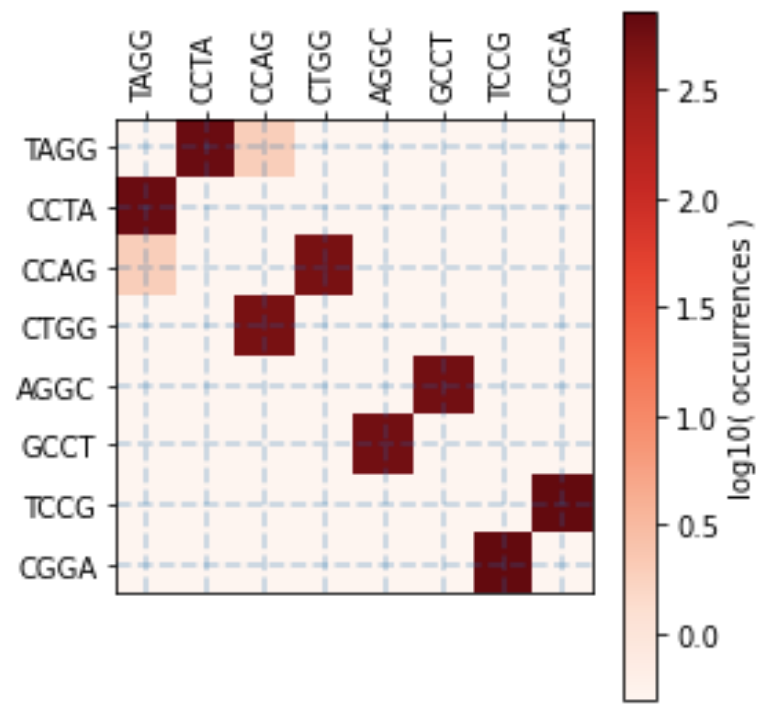 TAGG CCTA CCAG CTGG AGGC GCCT TCCG CGGA
TAGG
CCTA
CCAG
CTGG
AGGC
GCCT
TCCG
CGGA
2.5
2.0
1.5
1.0
0.5
0.0
log10( occurrences )